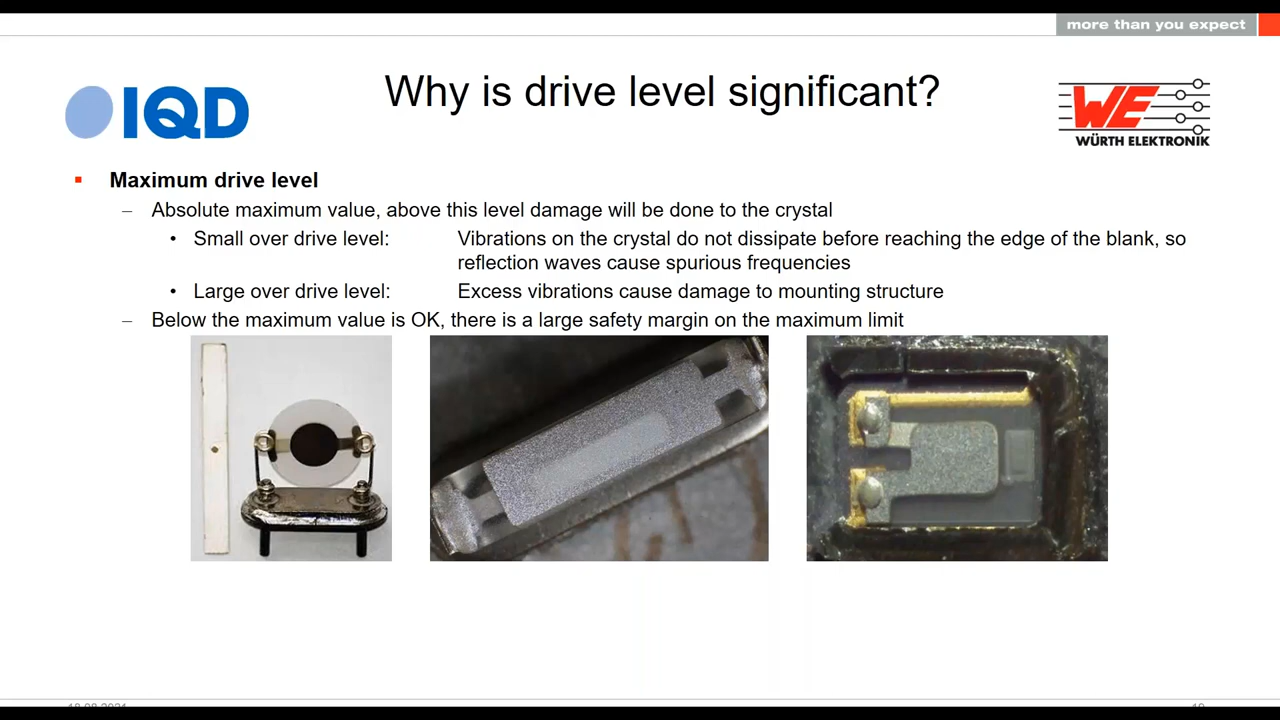 more than you expect
IQD
Why is drive level significant?
WE
WÜRTH ELEKTRONIK
▪ Maximum drive level
– Absolute maximum value, above this level damage will be done to the crystal
• Small over drive level: Vibrations on the crystal do not dissipate before reaching the edge of the blank, so
reflection waves cause spurious frequencies
• Large over drive level: Excess vibrations cause damage to mounting structure
– Below the maximum value is OK, there is a large safety margin on the maximum limit